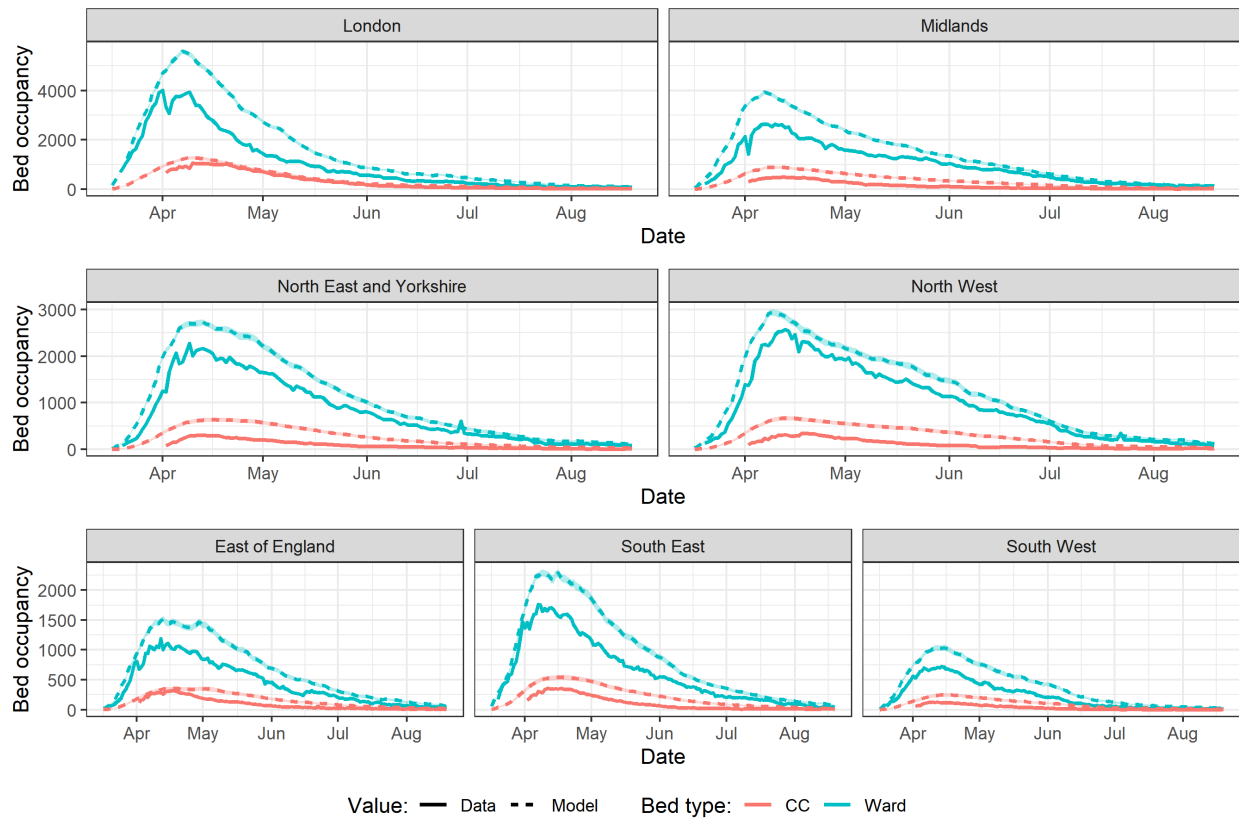 London Midlands
Bed occupancy
4000
2000
0
Apr May Jun Jul Aug
Date
Apr May Jun Jul Aug
Date
North East and Yorkshire North West
Bed occupancy
3000
2000
1000
0
Apr May Jun Jul Aug
Date
Apr May Jun Jul Aug
Date
East of England South East South West
Bed occupancy
2000
1500
1000
500
0
Apr May Jun Jul Aug
Apr May Jun Jul Aug
Apr May Jun Jul Aug
Date
Value: Data Model Bed type: CC Ward